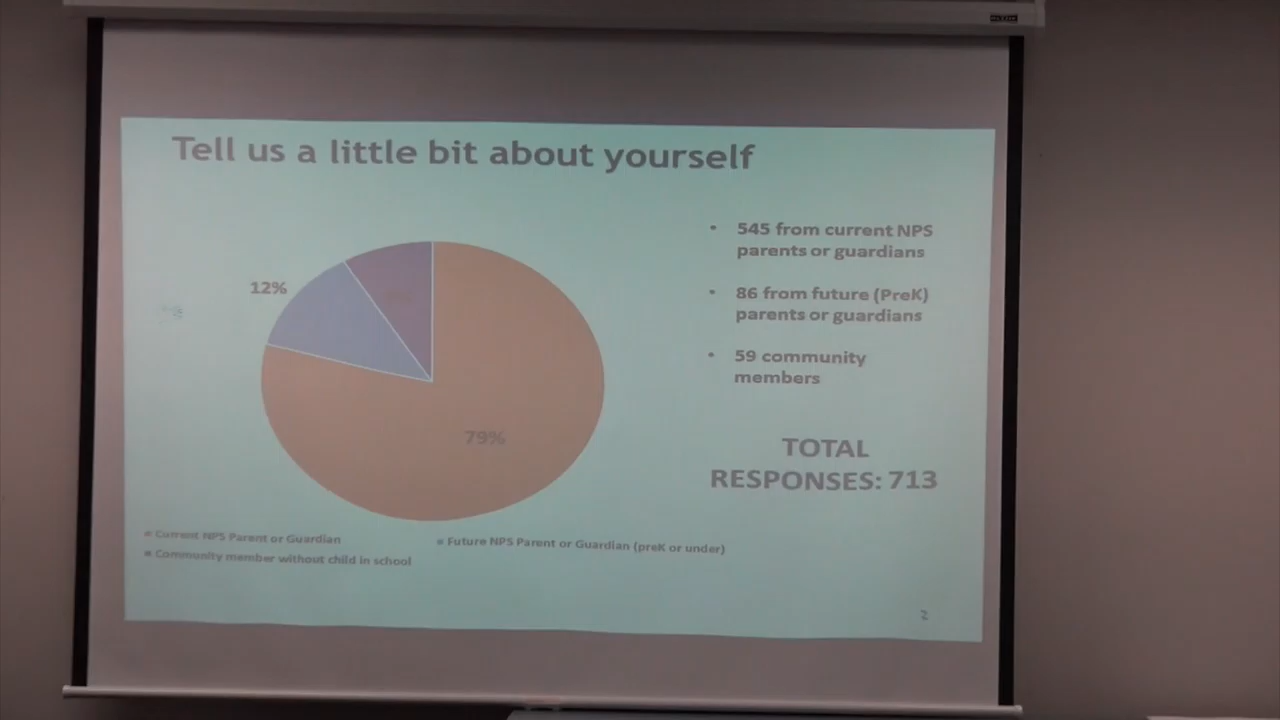 Tell us a little bit about yourself
12%
79%
• 545 from current NPS
parents or guardians
• 86 from future (PreK)
parents or guardians
• 59 community
members
TOTAL
RESPONSES: 713
Current NPS Parent or Guardian
Future NPS Parent or Guardian (preK or under)
Community member without child in school
2